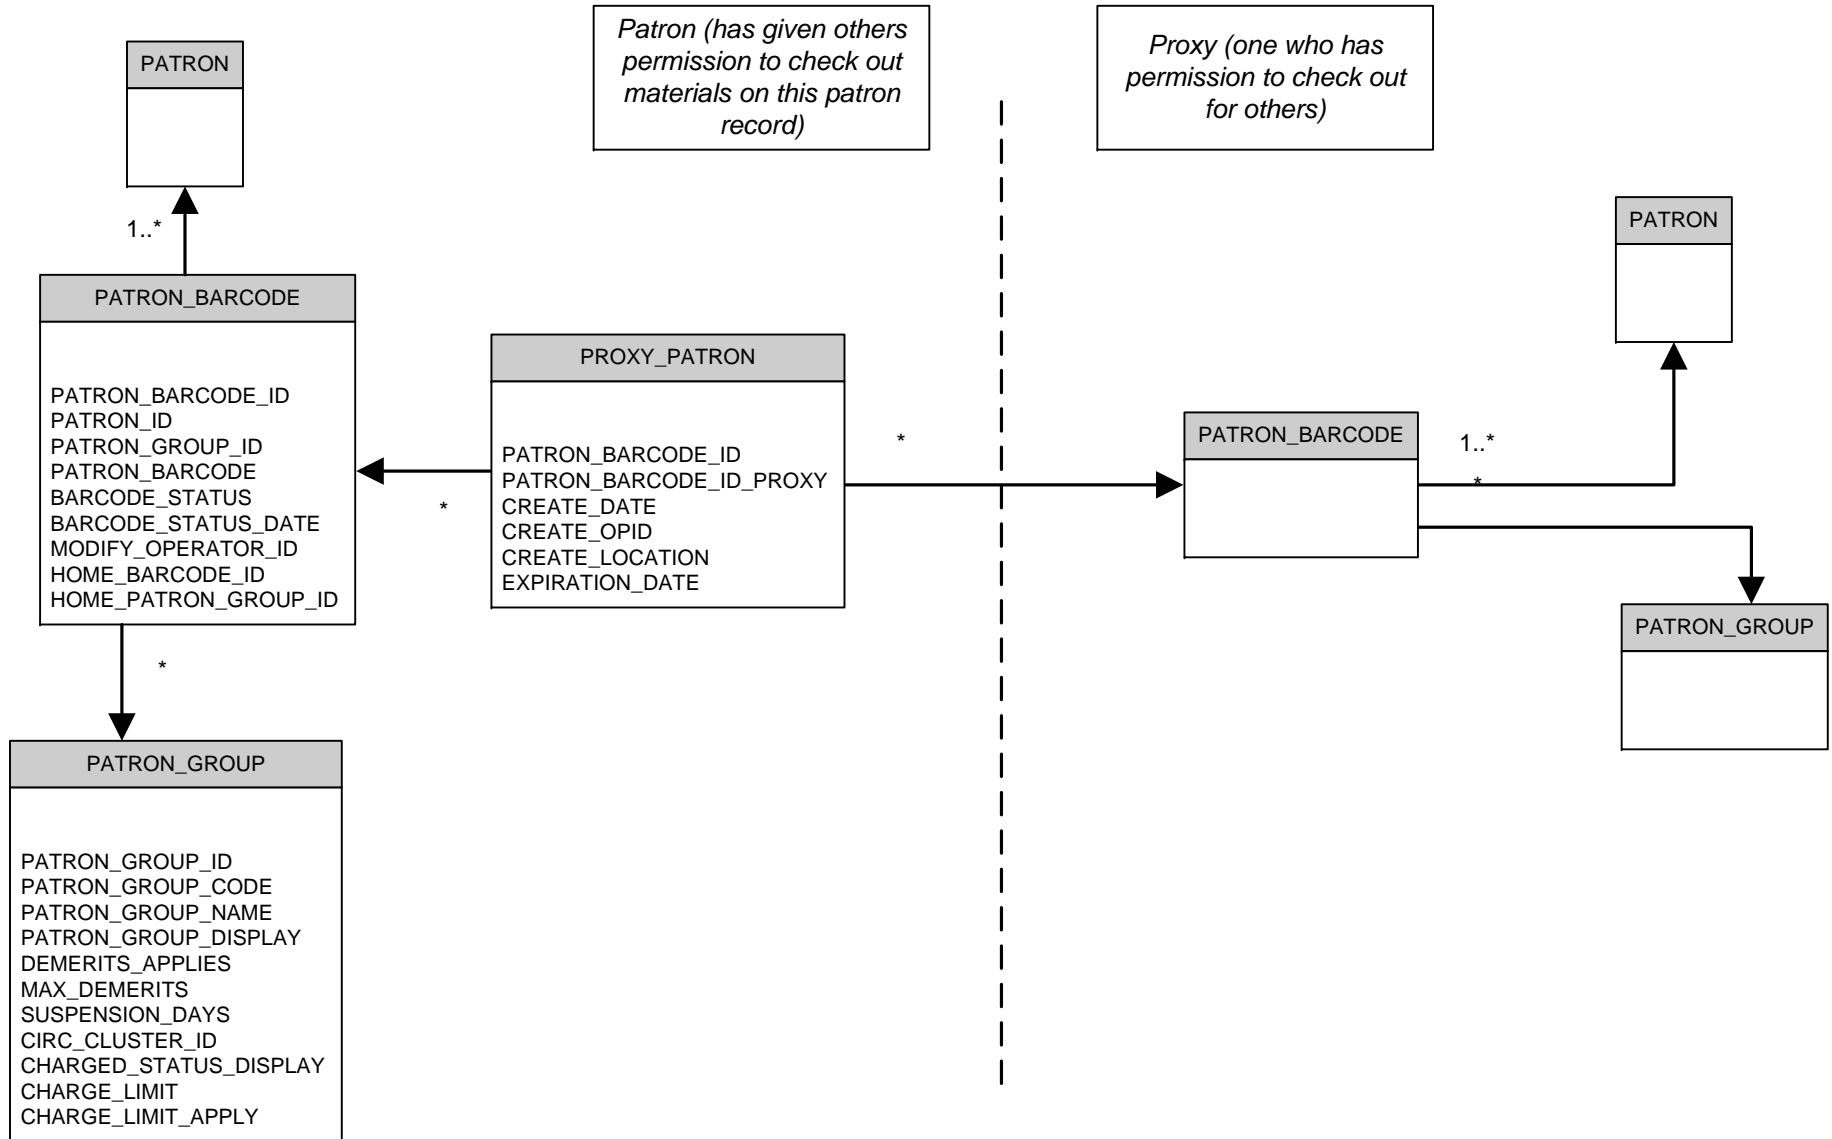 PATRON
Patron (has given others
permission to check out
materials on this patron
record)
Proxy (one who has
permission to check out
for others)
1..*
PATRON_BARCODE
PATRON_BARCODE_ID
PATRON_ID
PATRON_GROUP_ID
PATRON_BARCODE
BARCODE_STATUS
BARCODE_STATUS_DATE
MODIFY_OPERATOR_ID
HOME_BARCODE_ID
HOME_PATRON_GROUP_ID
*
PROXY_PATRON
PATRON_BARCODE_ID
PATRON_BARCODE_ID_PROXY
CREATE_DATE
CREATE_OPID
CREATE_LOCATION
EXPIRATION_DATE
*
*
PATRON_GROUP
PATRON_GROUP_ID
PATRON_GROUP_CODE
PATRON_GROUP_NAME
PATRON_GROUP_DISPLAY
DEMERITS_APPLIES
MAX_DEMERITS
SUSPENSION_DAYS
CIRC_CLUSTER_ID
CHARGED_STATUS_DISPLAY
CHARGE_LIMIT
CHARGE_LIMIT_APPLY
PATRON
PATRON_BARCODE
1..*
*
PATRON_GROUP